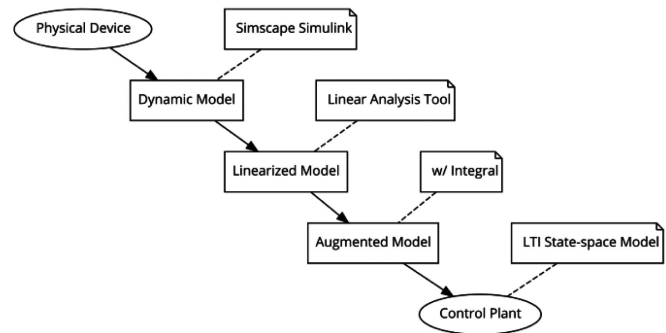 Physical Device
Simscape Simulink
Dynamic Model
Linear Analysis Tool
Linearized Model
w/ Integral
Augmented Model
LTI State-space Model
Control Plant